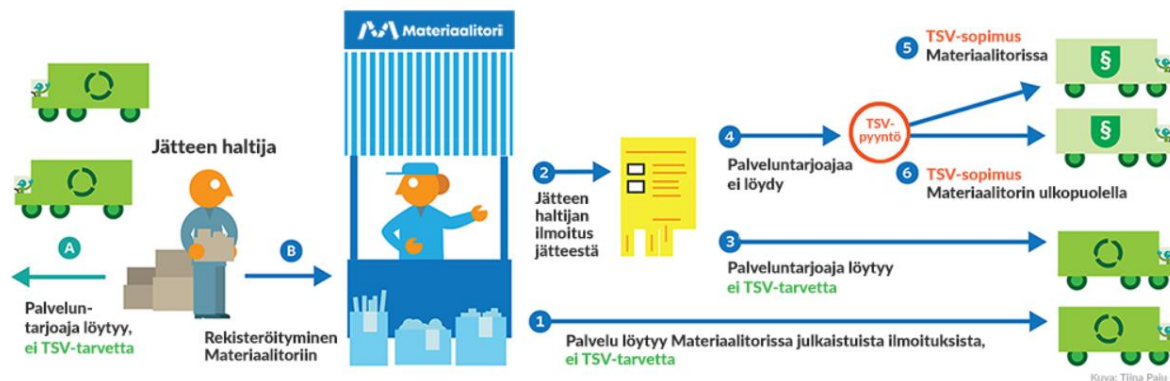 Materiaalitori
Jätteen haltija
A
Palvelun-
tarjoaja löytyy,
ei TSV-tarvetta
B
Rekisteröityminen
Materiaalitoriin
2
Jätteen
haltijan
ilmoitus
jätteestä
4
Palveluntarjoajaa
ei löydy
TSV-
pyyntö
5 TSV-sopimus
Materiaalitorissa
§
§
6 TSV-sopimus
Materiaalitorin ulkopuolella
3
Palveluntarjoaja löytyy
ei TSV-tarvetta
1
Palvelu löytyy Materiaalitorissa julkaistuista ilmoituksista,
ei TSV-tarvetta
Kuva: Tiina Paju